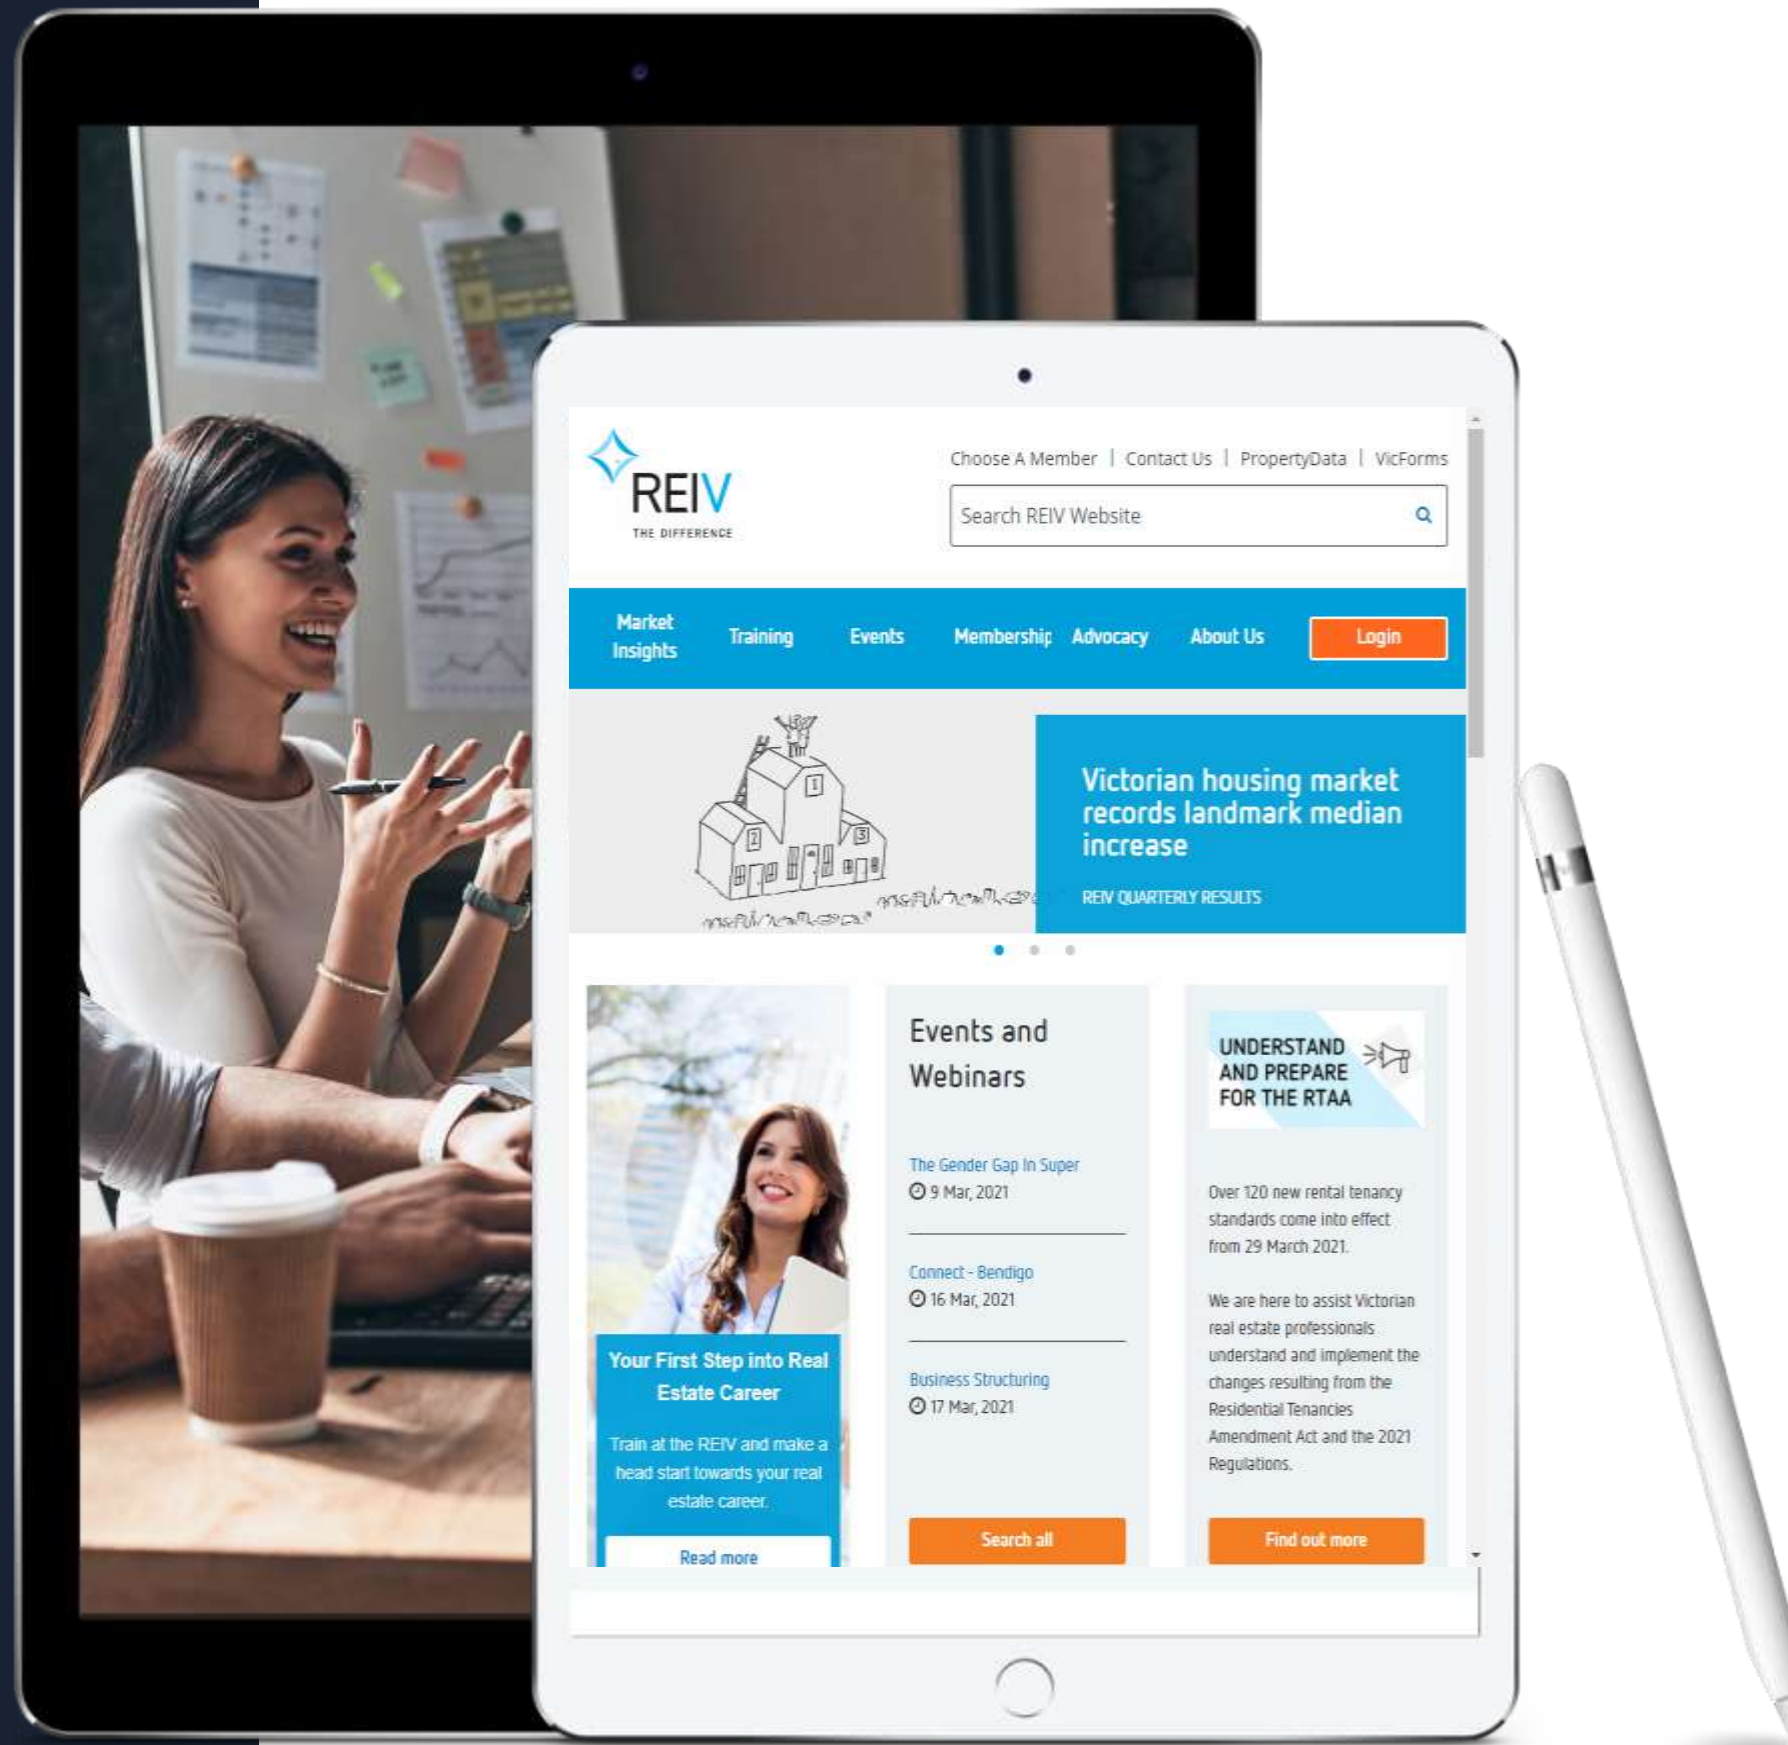 REIV
THE DIFFERENCE
Choose A Member | Contact Us | PropertyData | VicForms
Search REIV Website
Market
Insights
Training
Events
Membership
Advocacy
About Us
Login
1
2
3
Victorian housing market
records landmark median
increase
REIV QUARTERLY RESULTS
Your First Step into Real
Estate Career
Train at the REIV and make a
head start towards your real
estate career.
Read more
Events and
Webinars
The Gender Gap In Super
9 Mar, 2021
Connect - Bendigo
16 Mar, 2021
Business Structuring
17 Mar, 2021
Search all
UNDERSTAND
AND PREPARE
FOR THE RTAA
Over 120 new rental tenancy
standards come into effect
from 29 March 2021.
We are here to assist Victorian
real estate professionals
understand and implement the
changes resulting from the
Residential Tenancies
Amendment Act and the 2021
Regulations.
Find out more